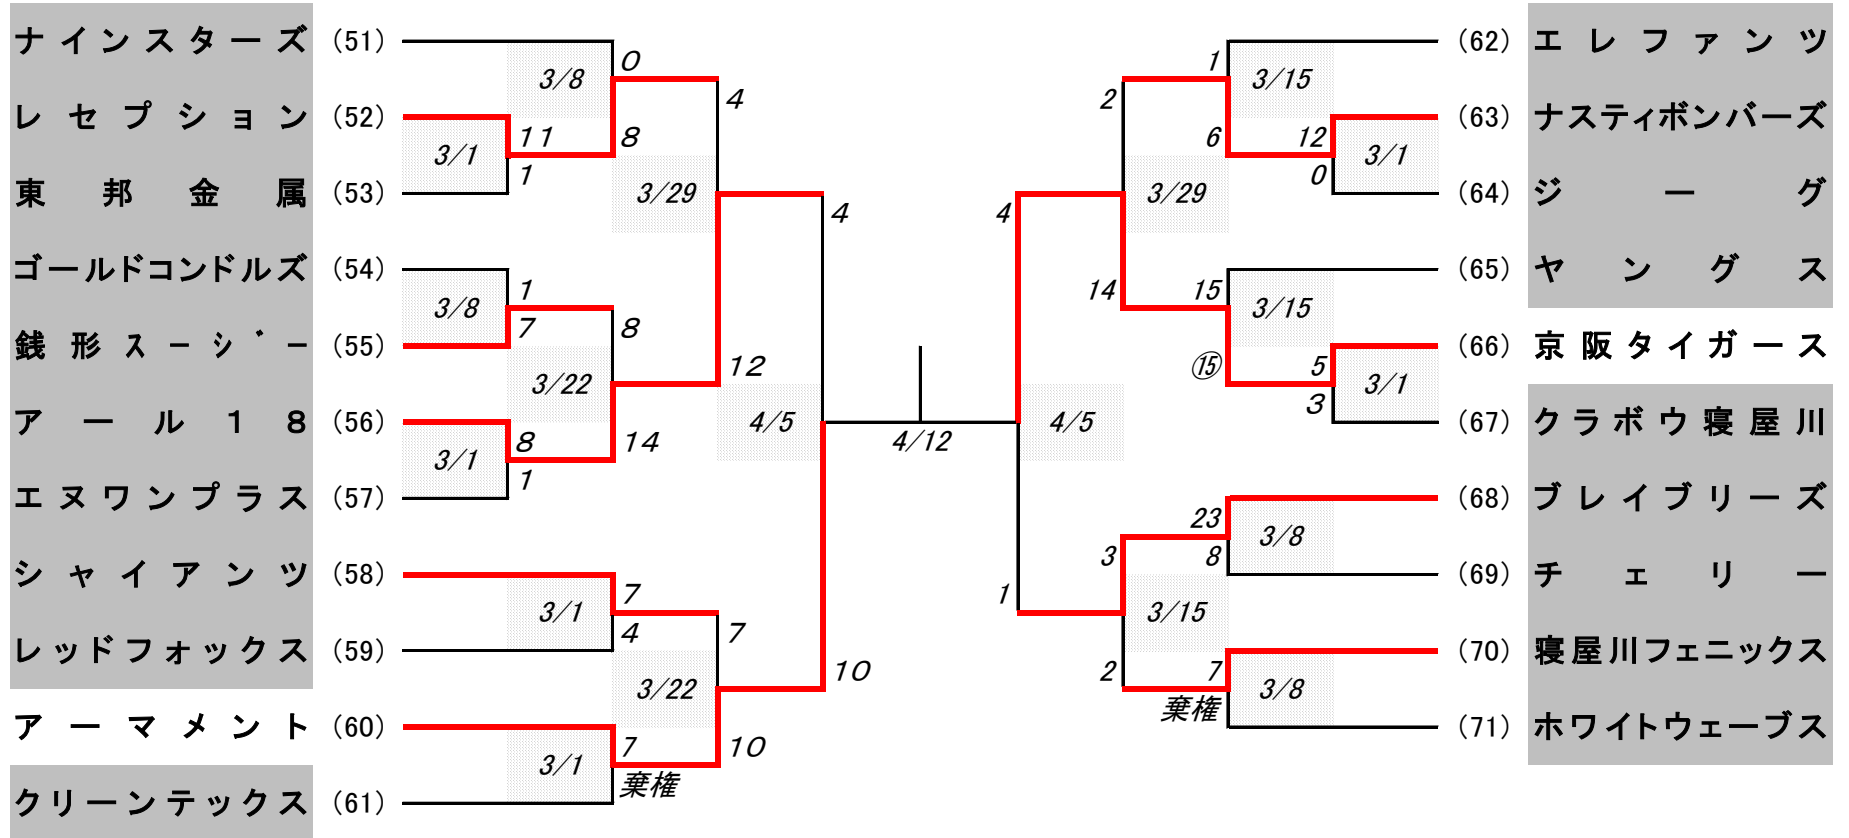 ナインスターズ (51) 0 1 (62) エレファンツ
3/8 3/15
4 2
レセプション (52) 11 8 6 12 (63) ナスティボンバーズ
3/1 3/1
1 0
東邦金属 (53) 3/29 3/29 (64) ジーグ
4 4
ゴールドコンドルズ (54) 1 14 15 (65) ヤングス
3/8 3/15
7 8
銭形スージー (55) 12 ⑮ 5 (66) 京阪タイガース
3/22 3/1
3
アール18 (56) 8 14 4/5 4/12 4/5 (67) クラボウ寝屋川
3/1
1
エヌワンプラス (57) 23 (68) ブレイブリーズ
3/8
3 8
シャイアンツ (58) 7 1 (69) チェリー
3/1 3/15
4 7
レッドフォックス (59) 10 2 7 (70) 寝屋川フェニックス
3/22 3/8
棄権
アーマメント (60) 7 10 (71) ホワイトウェーブス
3/1
棄権
クリーンテックス (61)